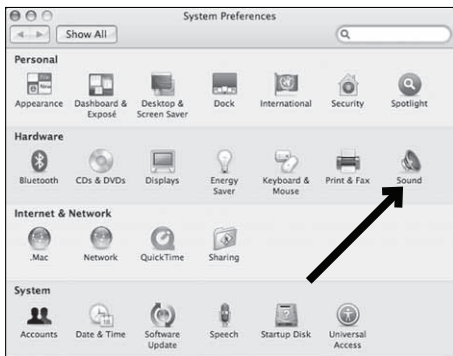 System Preferences
Show All
Personal
Appearance
Dashboard &
Exposé
Desktop &
Screen Saver
Dock
International
Security
Spotlight
Hardware
Bluetooth
CDs & DVDs
Displays
Energy
Saver
Keyboard &
Mouse
Print & Fax
Sound
Internet & Network
.Mac
Network
QuickTime
Sharing
System
Accounts
Date & Time
Software
Update
Speech
Startup Disk
Universal
Access